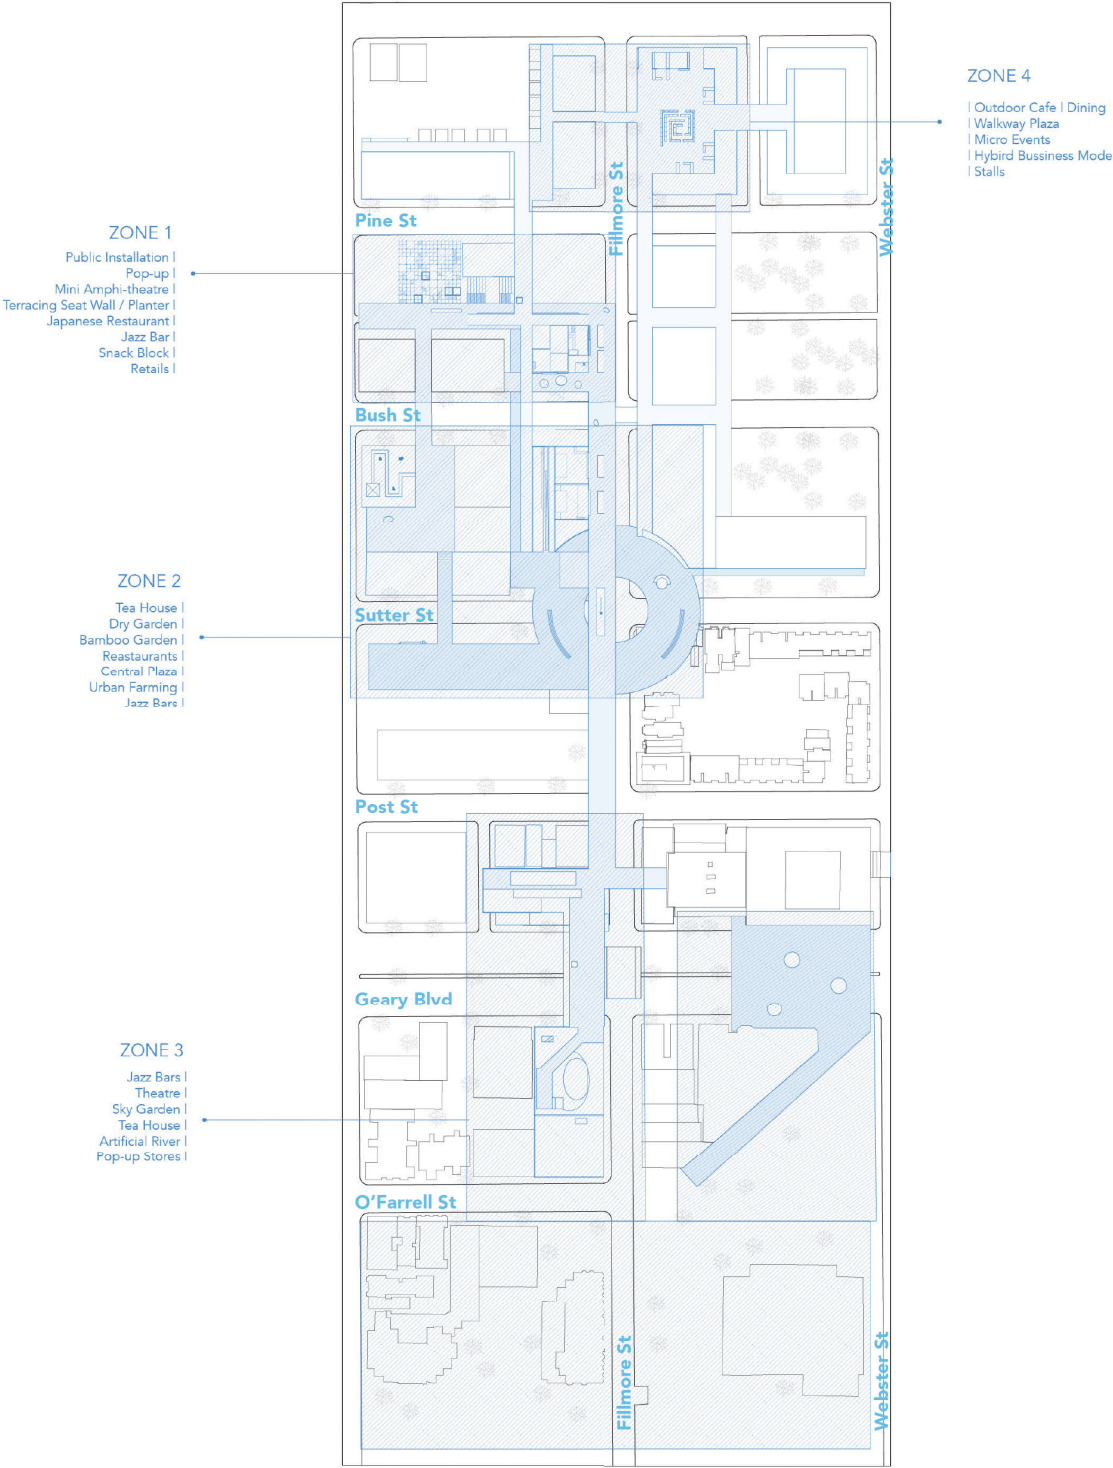 ZONE 4
| Outdoor Cafe | Dining
| Walkway Plaza
| Micro Events
| Hybird Bussiness Mode
| Stalls
Fillmore St
Webster St
Pine St
ZONE 1
Public Installation |
Pop-up |
Mini Amphi-theatre |
Terracing Seat Wall / Planter |
Japanese Restaurant |
Jazz Bar |
Snack Block |
Retails |
Bush St
ZONE 2
Tea House |
Dry Garden |
Bamboo Garden |
Reastaurants |
Central Plaza |
Urban Farming |
Jazz Bars |
Sutter St
Post St
Geary Blvd
ZONE 3
Jazz Bars |
Theatre |
Sky Garden |
Tea House |
Artificial River |
Pop-up Stores |
O'Farrell St
Fillmore St
Webster St